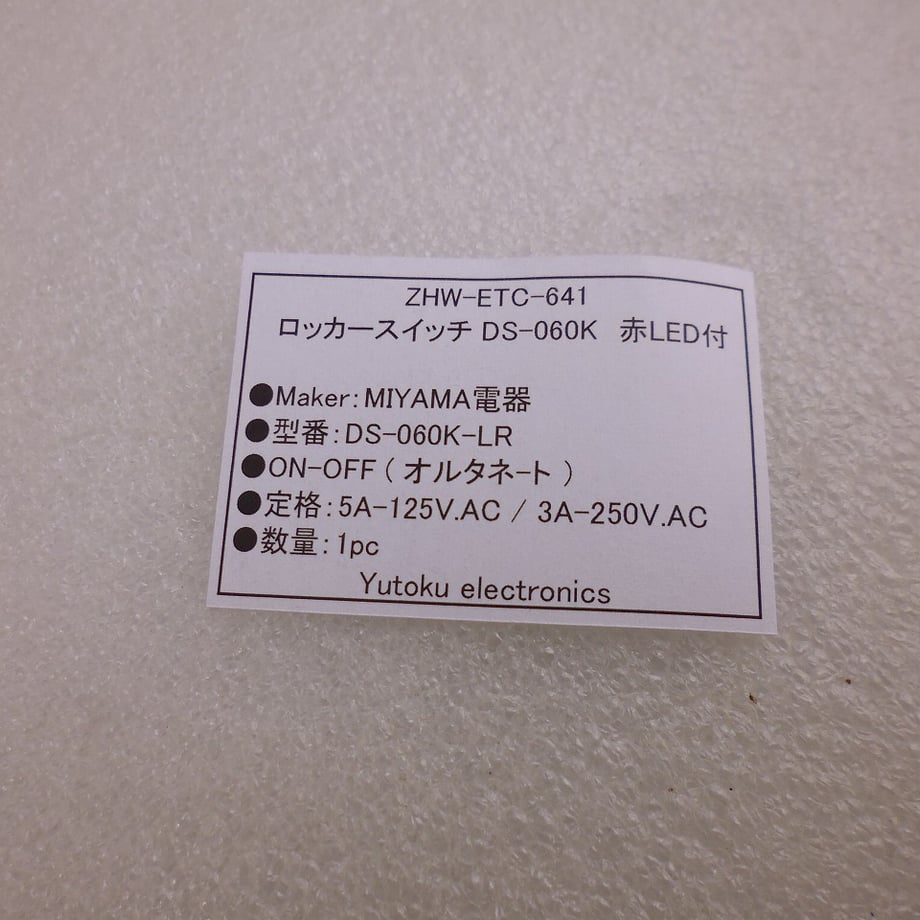 ZHW-ETC-641
ロッカースイッチ DS-060K 赤LED付
●Maker:MIYAMA電器
●型番:DS-060K-LR
●ON-OFF ( オルタネート )
●定格:5A-125V.AC / 3A-250V.AC
●数量:1pc
Yutoku electronics